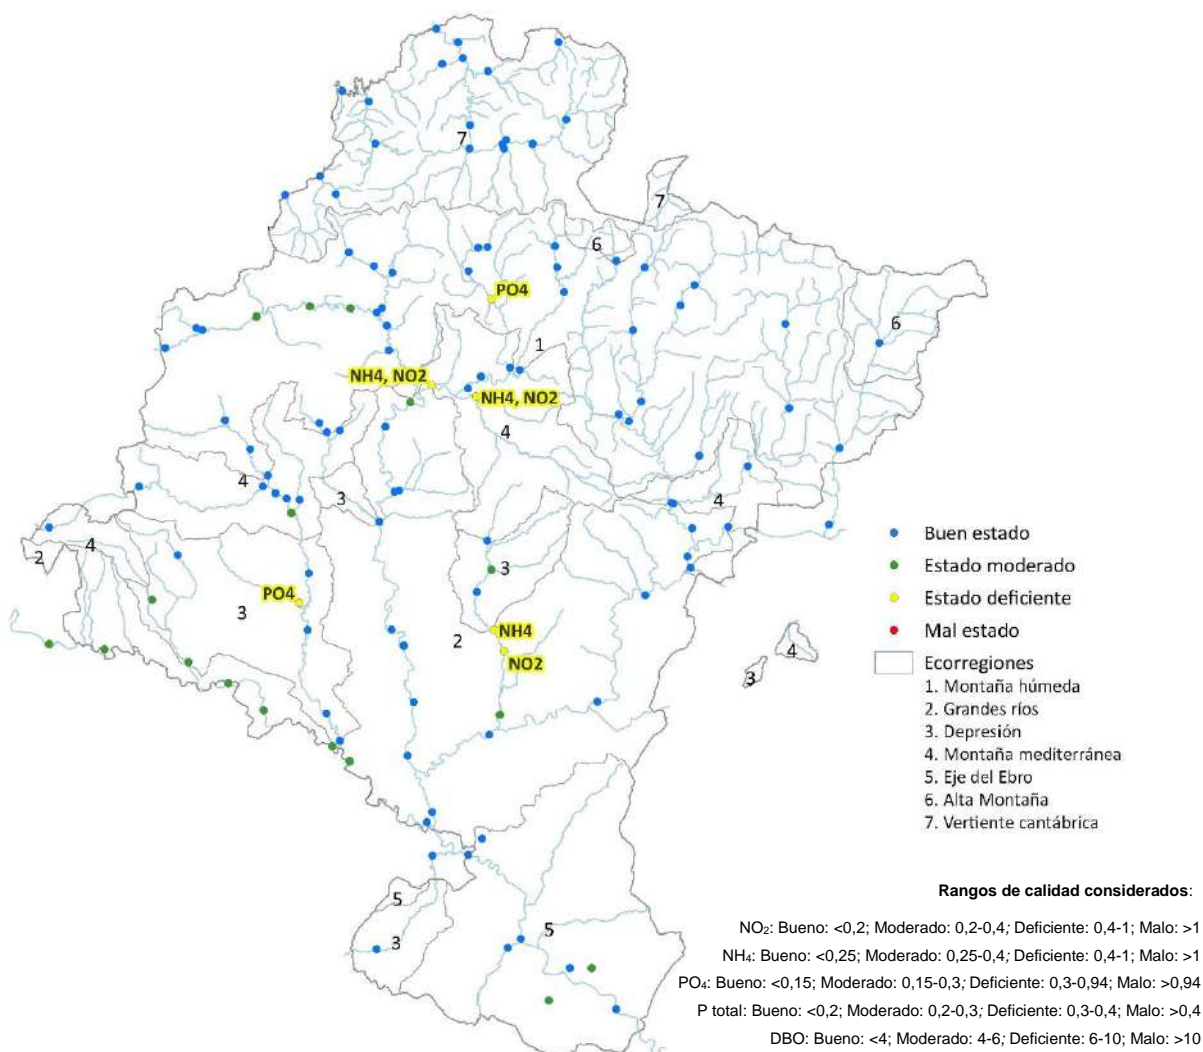 7
7
6
PO4
6
1
NH4, NO2
NH4, NO2
4
4
3
4
4
2
3
PO4
3
NH4
2
NO2
4
3
5
3
5
Buen estado
Estado moderado
Estado deficiente
Mal estado
Ecorregiones
1. Montaña húmeda
2. Grandes ríos
3. Depresión
4. Montaña mediterránea
5. Eje del Ebro
6. Alta Montaña
7. Vertiente cantábrica
Rangos de calidad considerados:
NO₂: Bueno: <0,2; Moderado: 0,2-0,4; Deficiente: 0,4-1; Malo: >1
NH₄: Bueno: <0,25; Moderado: 0,25-0,4; Deficiente: 0,4-1; Malo: >1
PO₄: Bueno: <0,15; Moderado: 0,15-0,3; Deficiente: 0,3-0,94; Malo: >0,94
P total: Bueno: <0,2; Moderado: 0,2-0,3; Deficiente: 0,3-0,4; Malo: >0,4
DBO: Bueno: <4; Moderado: 4-6; Deficiente: 6-10; Malo: >10